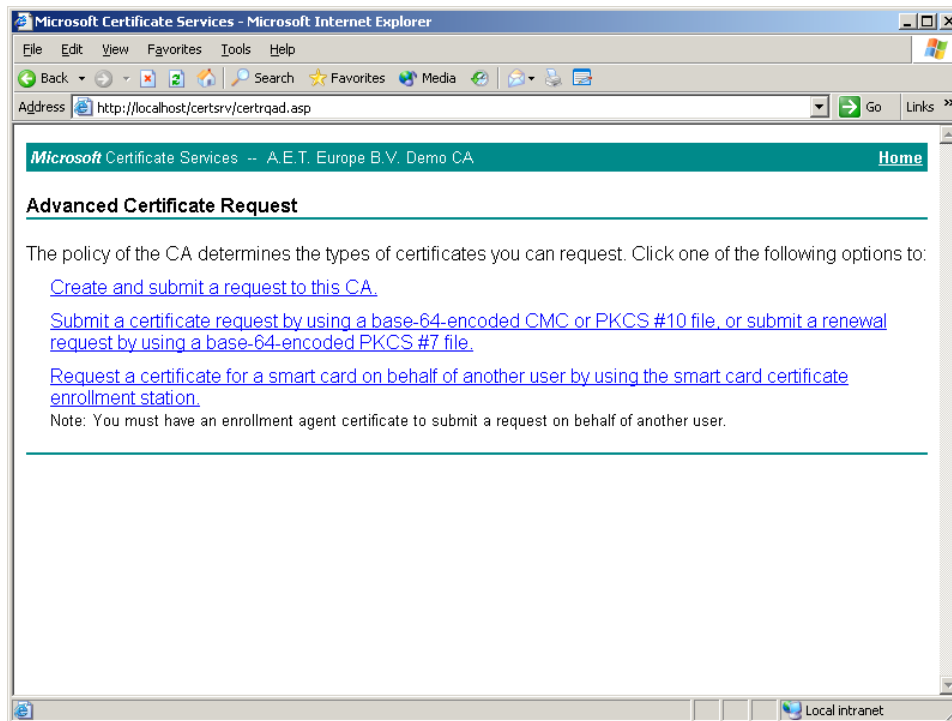 Microsoft Certificate Services - Microsoft Internet Explorer
File Edit View Favorites Tools Help
Back Search Favorites Media
Address http://localhost/certsrv/certrqad.asp Go Links »
Microsoft Certificate Services -- A.E.T. Europe B.V. Demo CA Home
Advanced Certificate Request
The policy of the CA determines the types of certificates you can request. Click one of the following options to:
Create and submit a request to this CA.
Submit a certificate request by using a base-64-encoded CMC or PKCS #10 file, or submit a renewal
request by using a base-64-encoded PKCS #7 file.
Request a certificate for a smart card on behalf of another user by using the smart card certificate
enrollment station.
Note: You must have an enrollment agent certificate to submit a request on behalf of another user.
Local intranet